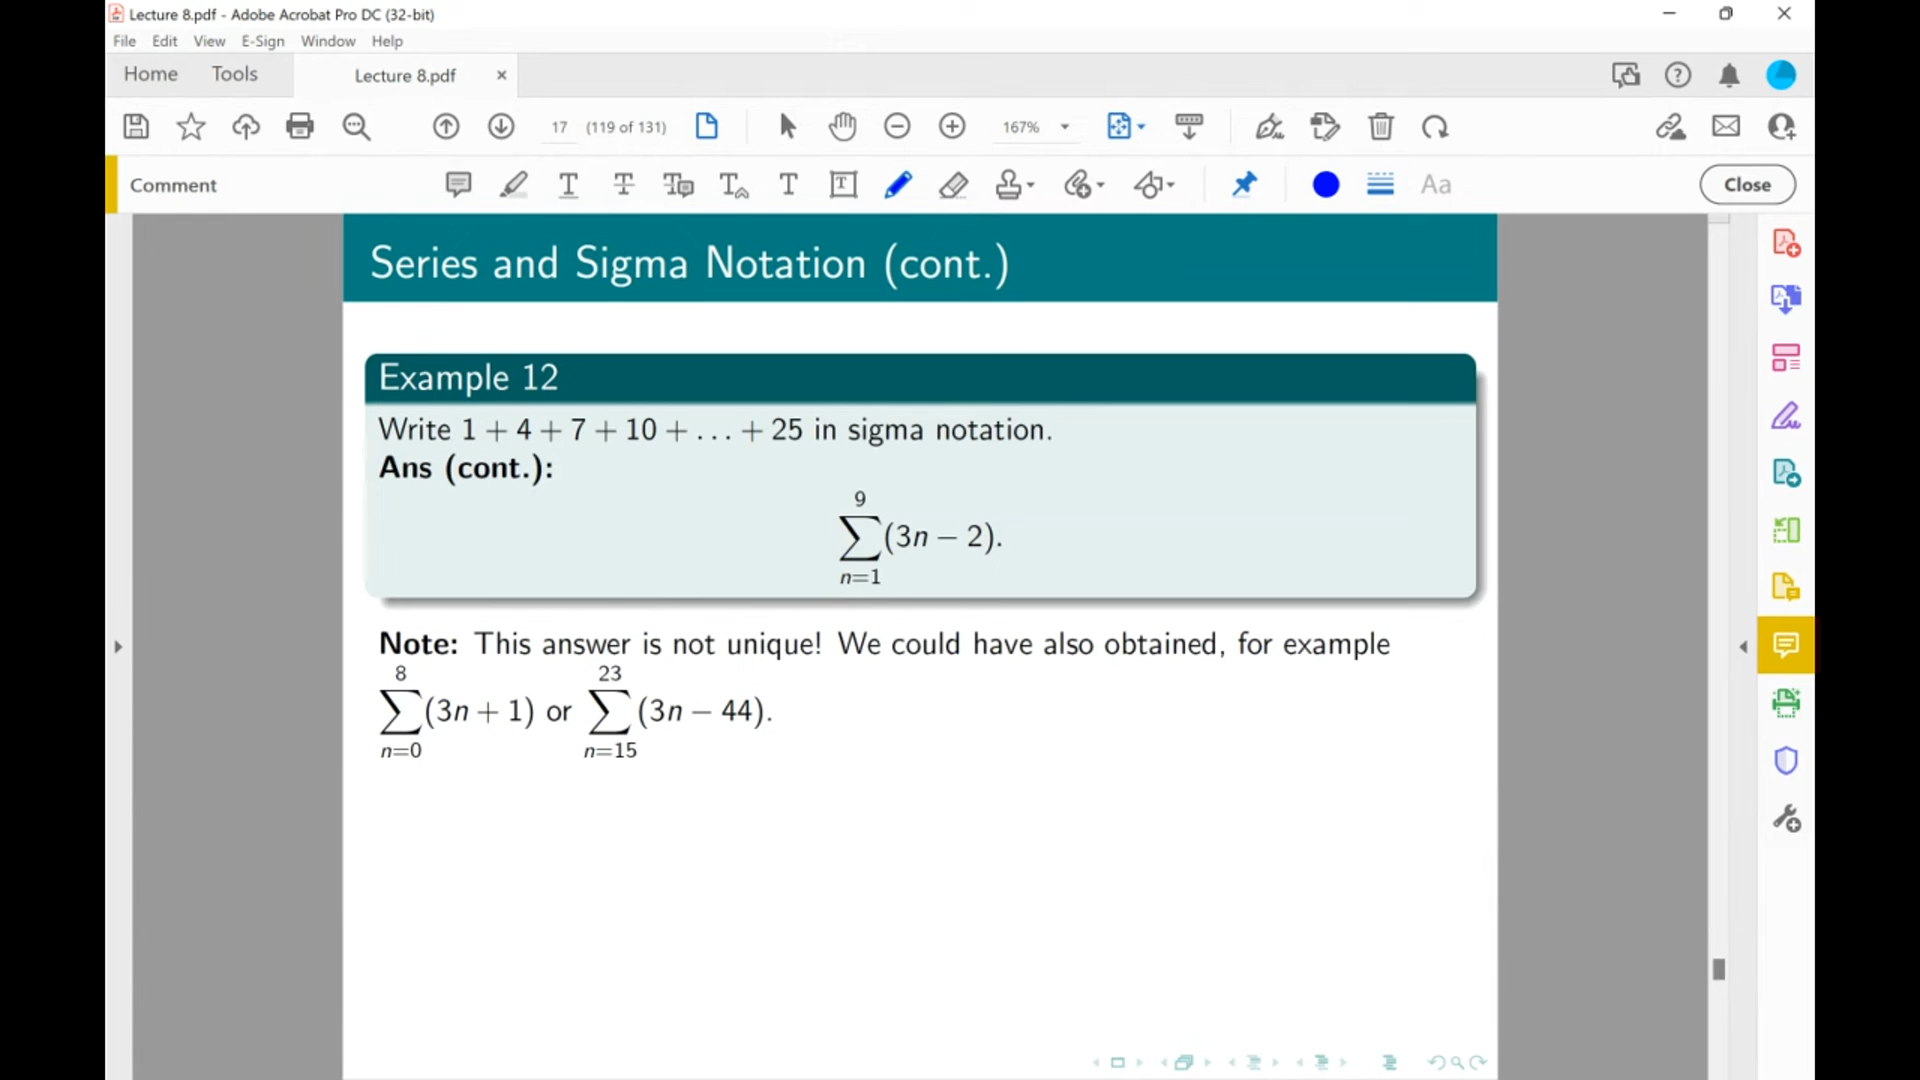 Lecture 8.pdf - Adobe Acrobat Pro DC (32-bit)
File Edit View E-Sign Window Help
Home Tools Lecture 8.pdf ×
17 (119 of 131) 167%
Comment Aa Close
Series and Sigma Notation (cont.)
Example 12
Write 1 + 4 + 7 + 10 + . . . + 25 in sigma notation.
Ans (cont.):
9
∑(3n − 2).
n=1
Note: This answer is not unique! We could have also obtained, for example
8 23
∑(3n + 1) or ∑(3n − 44).
n=0 n=15